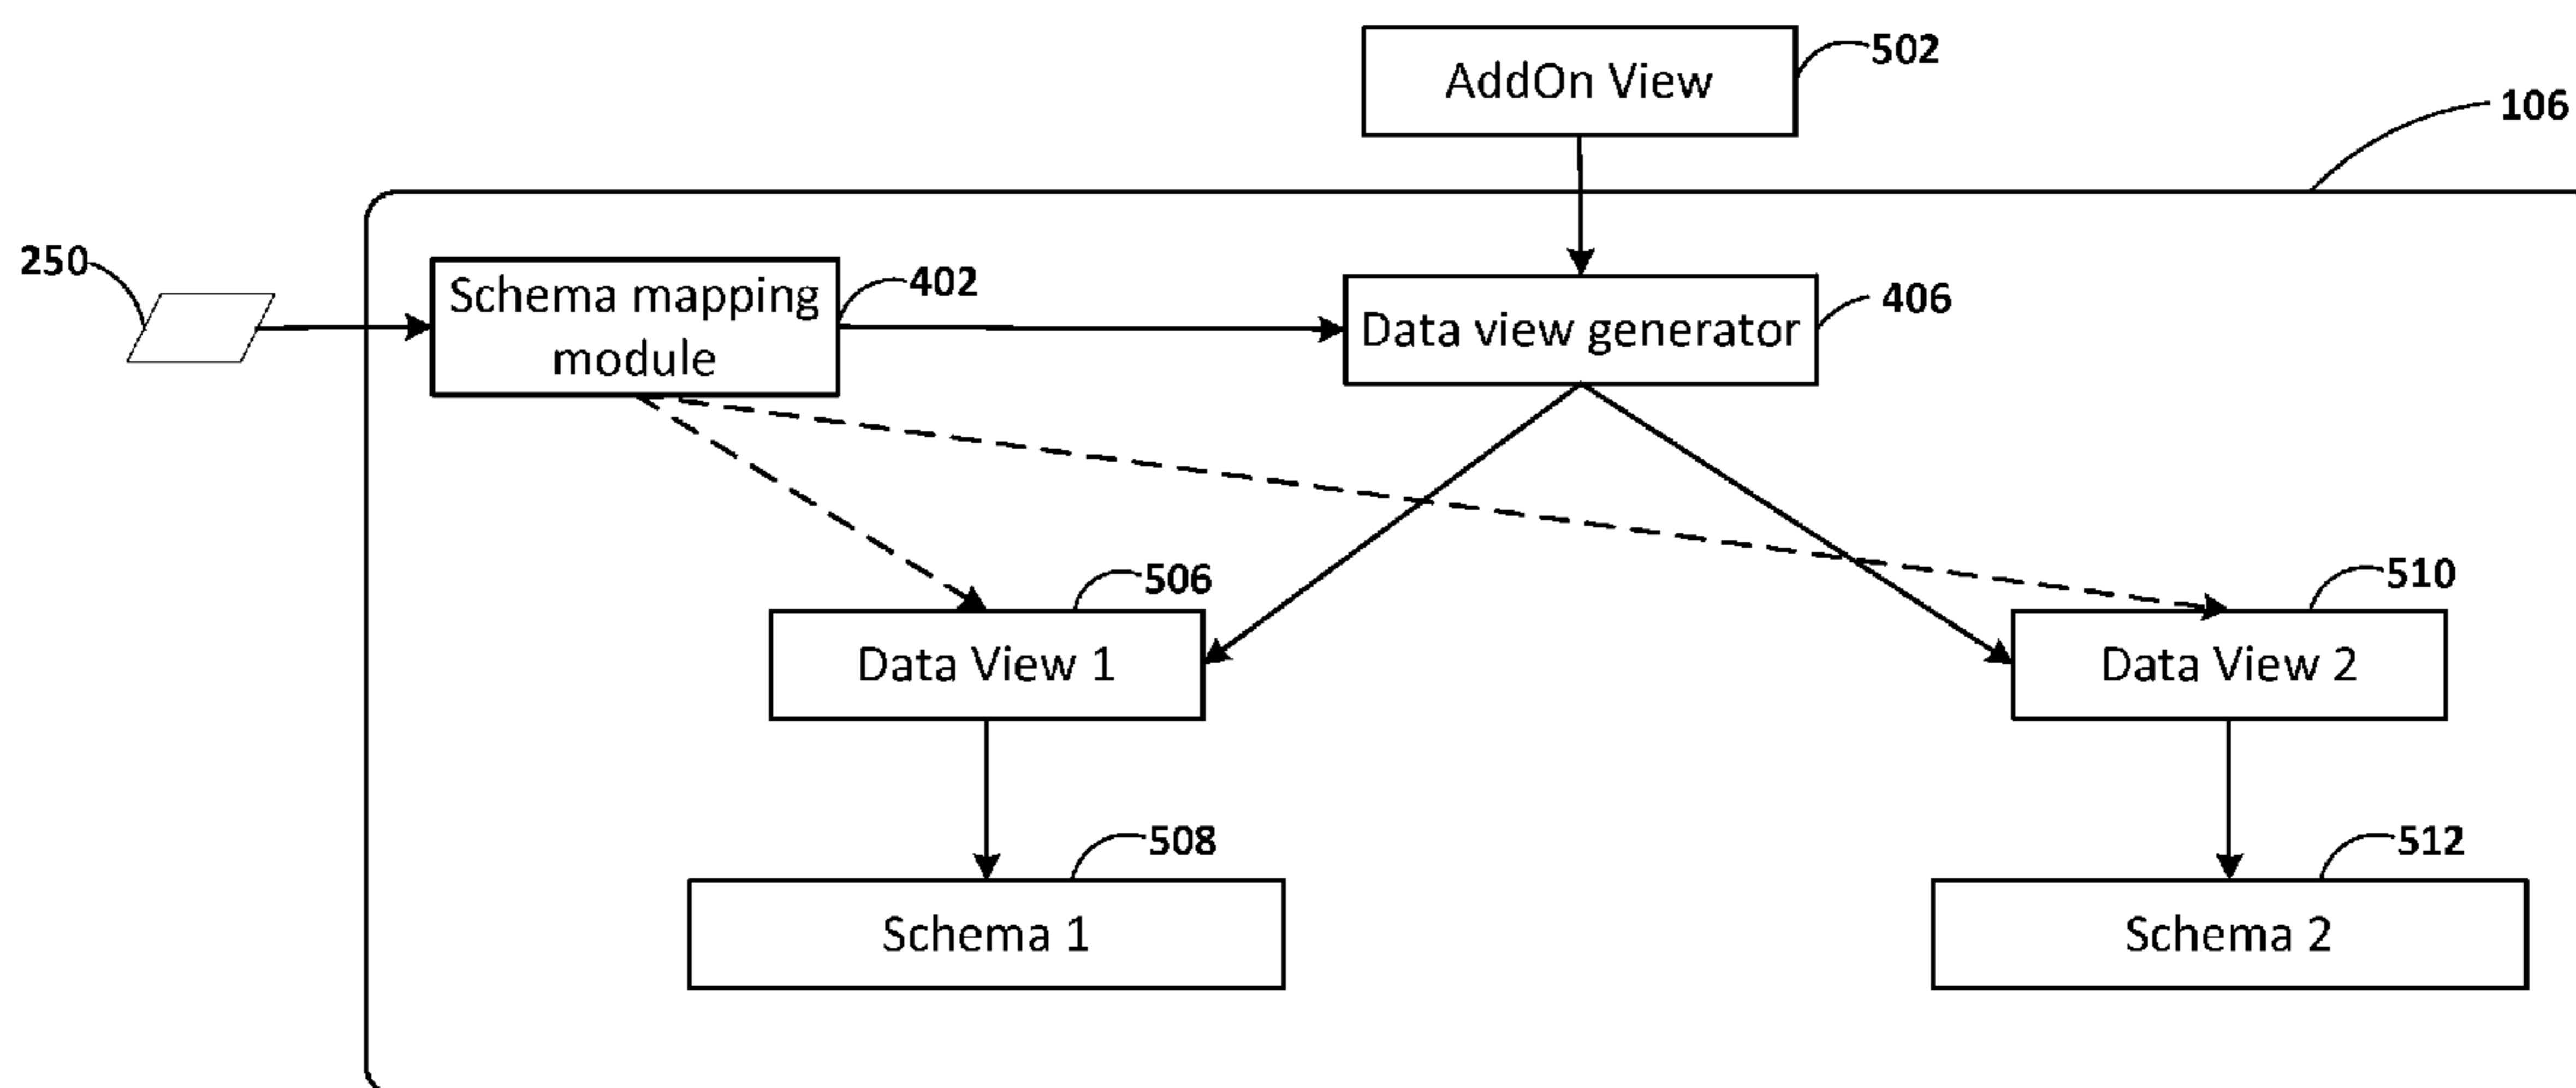 AddOn View
502
106
250
Schema mapping
module
402
Data view generator
406
506
510
Data View 1
Data View 2
508
512
Schema 1
Schema 2